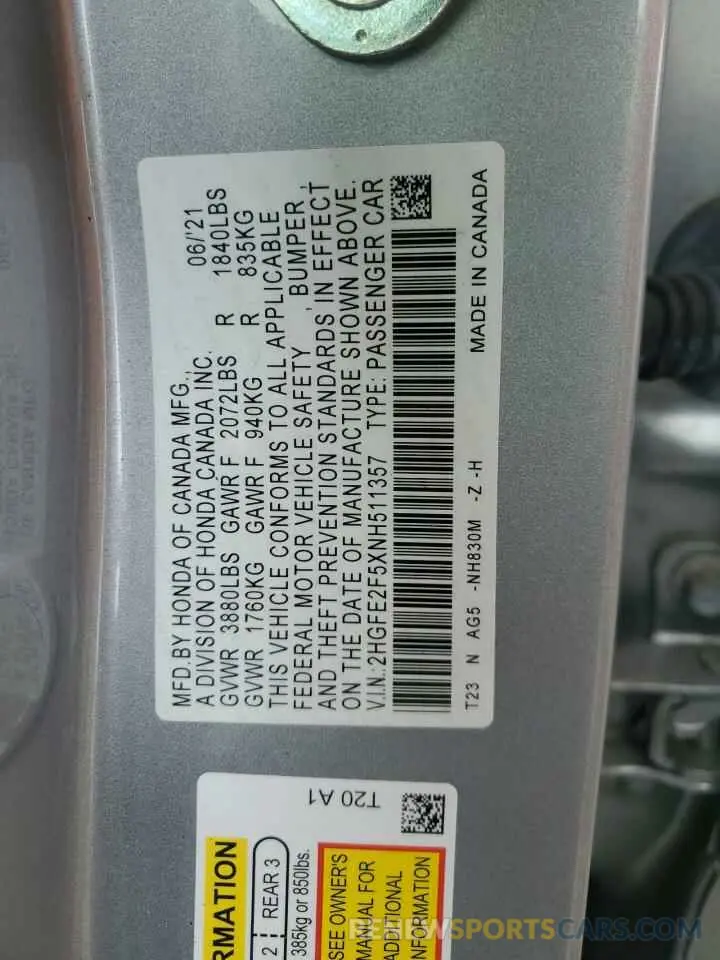 MFD.BY HONDA OF CANADA MFG., 06/'21
A DIVISION OF HONDA CANADA INC.
GVWR 3880LBS GAWR F 2072LBS R 1840LBS
GVWR 1760KG GAWR F 940KG R 835KG
THIS VEHICLE CONFORMS TO ALL APPLICABLE
FEDERAL MOTOR VEHICLE SAFETY , BUMPER ,
AND THEFT PREVENTION STANDARDS IN EFFECT
ON THE DATE OF MANUFACTURE SHOWN ABOVE.
V.I.N.:2HGFE2F5XNH511357 TYPE: PASSENGER CAR
T23 N AG5 -NH830M -Z -H MADE IN CANADA
T20 A1
RMATION
2 REAR 3
385kg or 850lbs.
SEE OWNER'S
MANUAL FOR
ADDITIONAL
INFORMATION
RENEWSPORTSCARS.COM